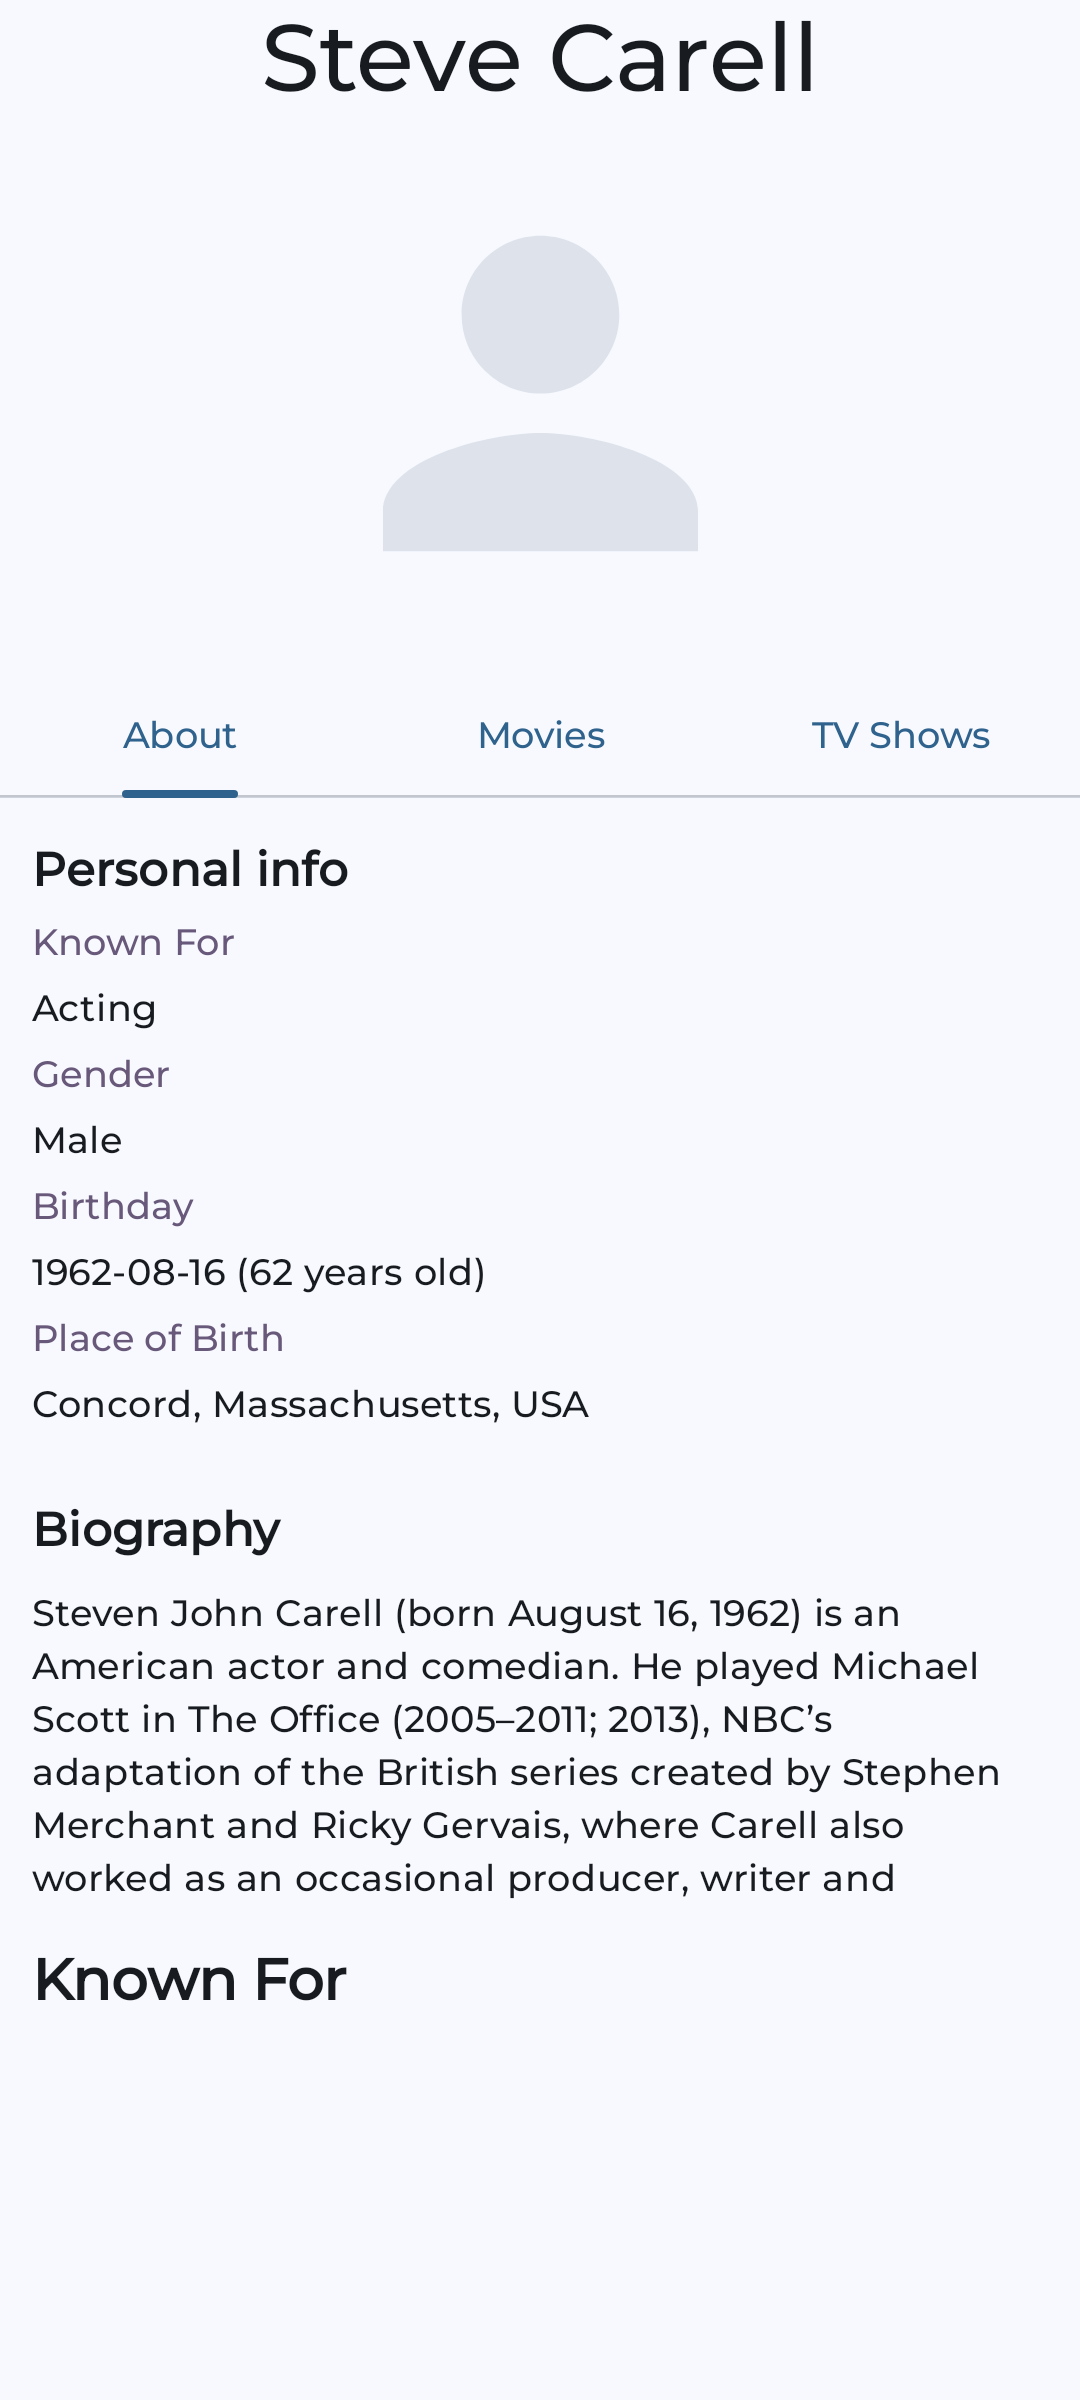 Steve Carell
About
Movies
TV Shows
Personal info
Known For
Acting
Gender
Male
Birthday
1962-08-16 (62 years old)
Place of Birth
Concord, Massachusetts, USA
Biography
Steven John Carell (born August 16, 1962) is an
American actor and comedian. He played Michael
Scott in The Office (2005–2011; 2013), NBC’s
adaptation of the British series created by Stephen
Merchant and Ricky Gervais, where Carell also
worked as an occasional producer, writer and
Known For